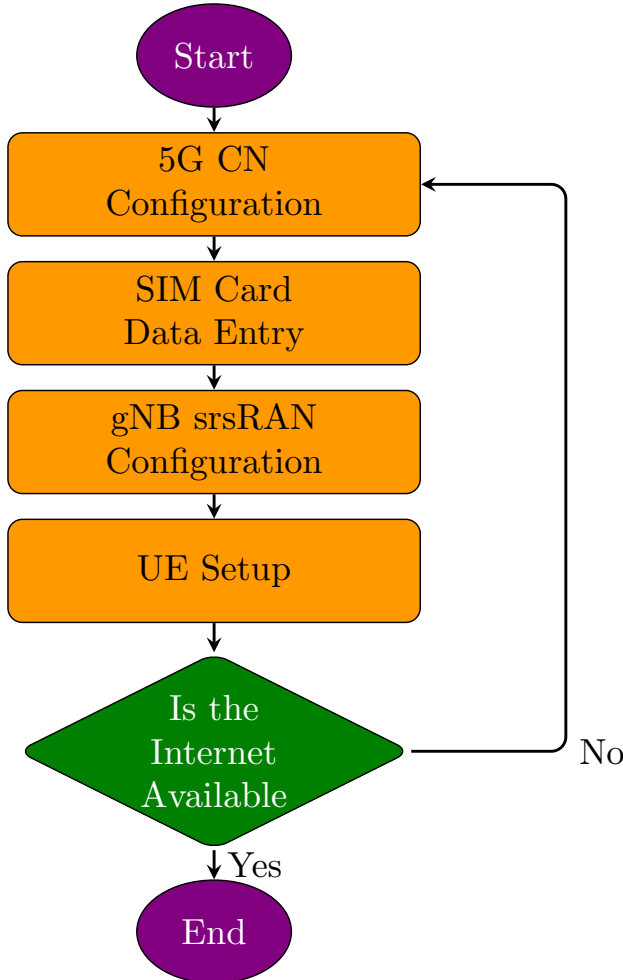 Start
5G CN
Configuration
SIM Card
Data Entry
gNB srsRAN
Configuration
UE Setup
Is the
Internet
Available
No
Yes
End